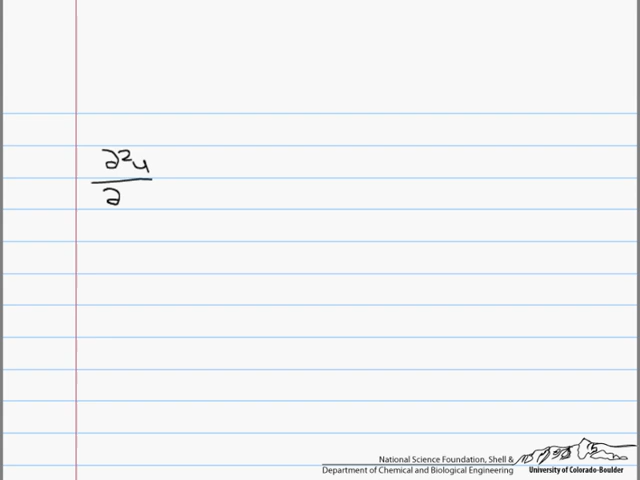 ∂²u
∂
National Science Foundation, Shell &
Department of Chemical and Biological Engineering
University of Colorado-Boulder